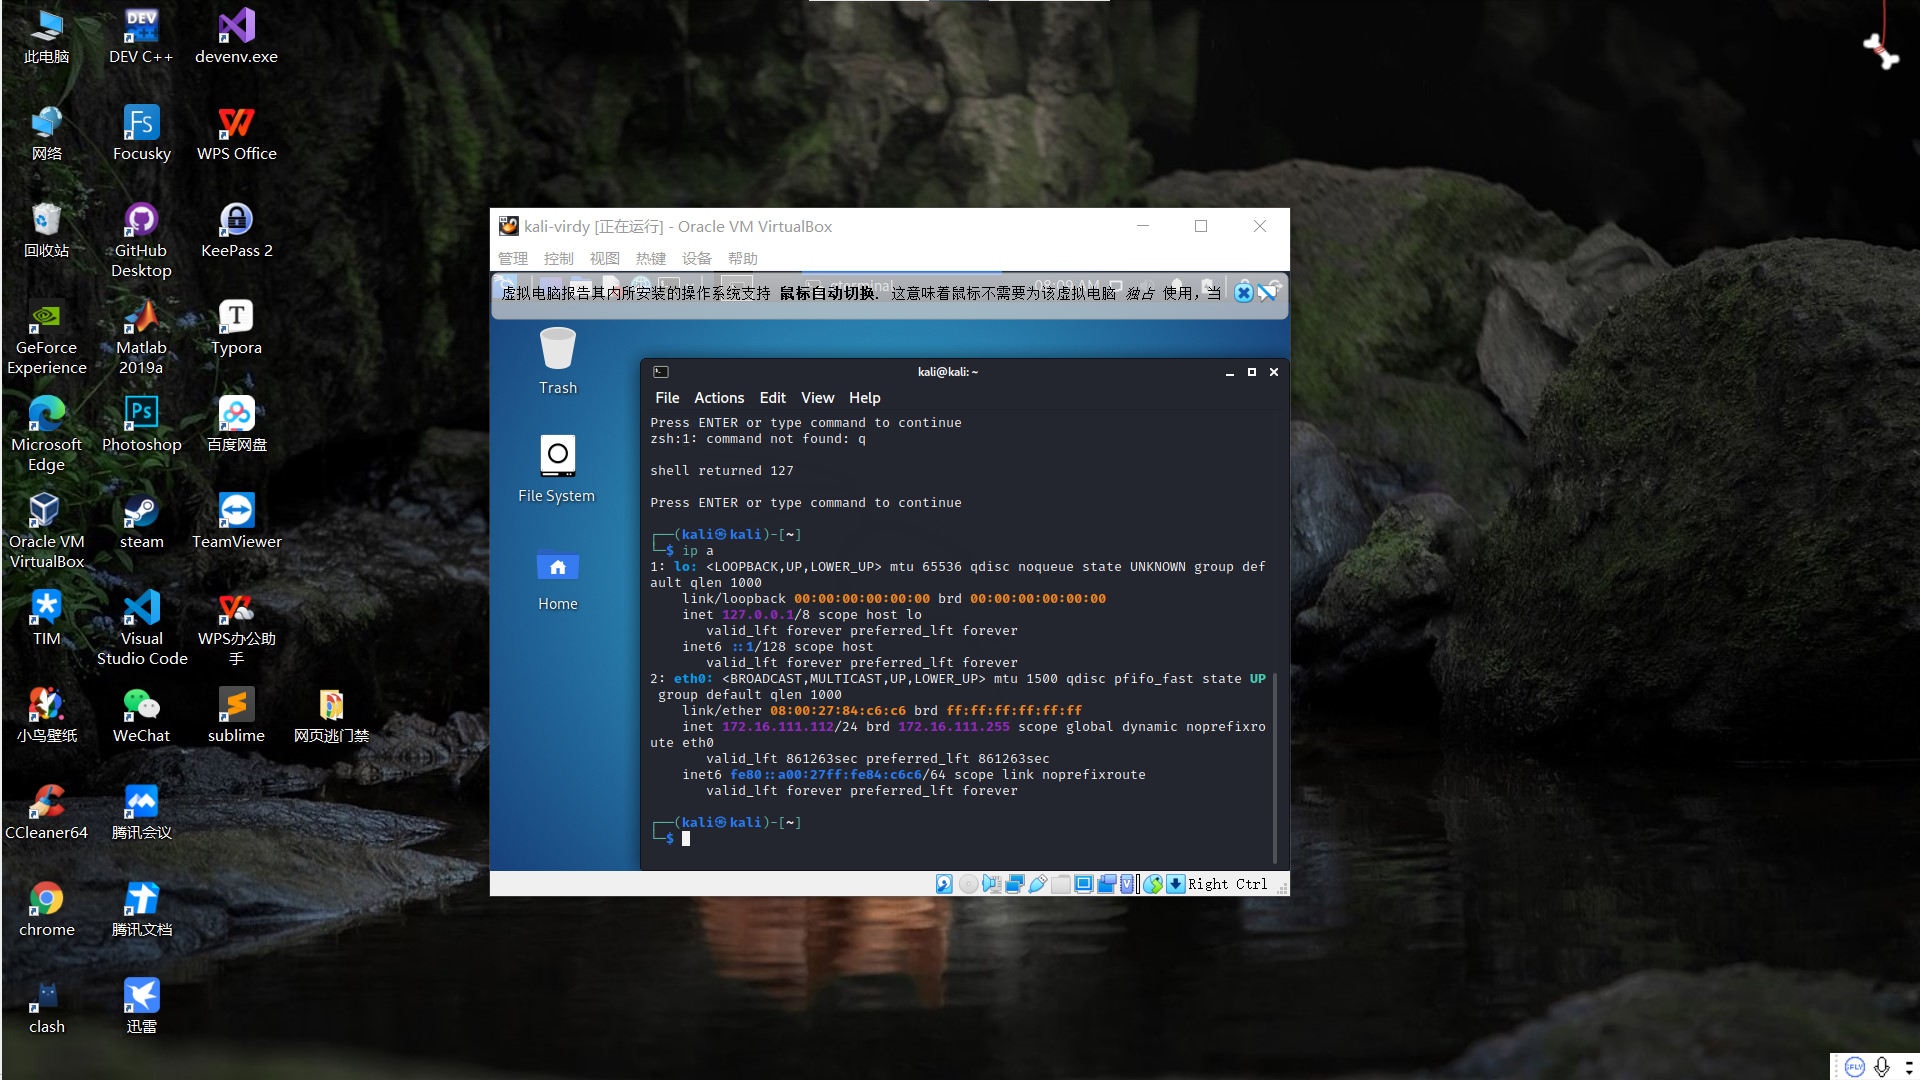 此电脑
DEV C++
devenv.exe
网络
Focusky
WPS Office
回收站
GitHub
Desktop
KeePass 2
GeForce
Experience
Matlab
2019a
Typora
Microsoft
Edge
Photoshop
百度网盘
Oracle VM
VirtualBox
steam
TeamViewer
TIM
Visual
Studio Code
WPS办公助
手
小鸟壁纸
WeChat
sublime
网页逃门禁
CCleaner64
腾讯会议
chrome
腾讯文档
clash
迅雷
kali-virdy [正在运行] - Oracle VM VirtualBox
管理 控制 视图 热键 设备 帮助
虚拟电脑报告其内所安装的操作系统支持 鼠标自动切换. 这意味着鼠标不需要为该虚拟电脑 独占 使用，当
Trash
File System
Home
kali@kali: ~
File Actions Edit View Help
Press ENTER or type command to continue
zsh:1: command not found: q
shell returned 127
Press ENTER or type command to continue
┌──(kali㉿kali)-[~]
└─$ ip a
1: lo: <LOOPBACK,UP,LOWER_UP> mtu 65536 qdisc noqueue state UNKNOWN group def
ault qlen 1000
link/loopback 00:00:00:00:00:00 brd 00:00:00:00:00:00
inet 127.0.0.1/8 scope host lo
valid_lft forever preferred_lft forever
inet6 ::1/128 scope host
valid_lft forever preferred_lft forever
2: eth0: <BROADCAST,MULTICAST,UP,LOWER_UP> mtu 1500 qdisc pfifo_fast state UP
group default qlen 1000
link/ether 08:00:27:84:c6:c6 brd ff:ff:ff:ff:ff:ff
inet 172.16.111.112/24 brd 172.16.111.255 scope global dynamic noprefixro
ute eth0
valid_lft 861263sec preferred_lft 861263sec
inet6 fe80::a00:27ff:fe84:c6c6/64 scope link noprefixroute
valid_lft forever preferred_lft forever
┌──(kali㉿kali)-[~]
└─$
Right Ctrl